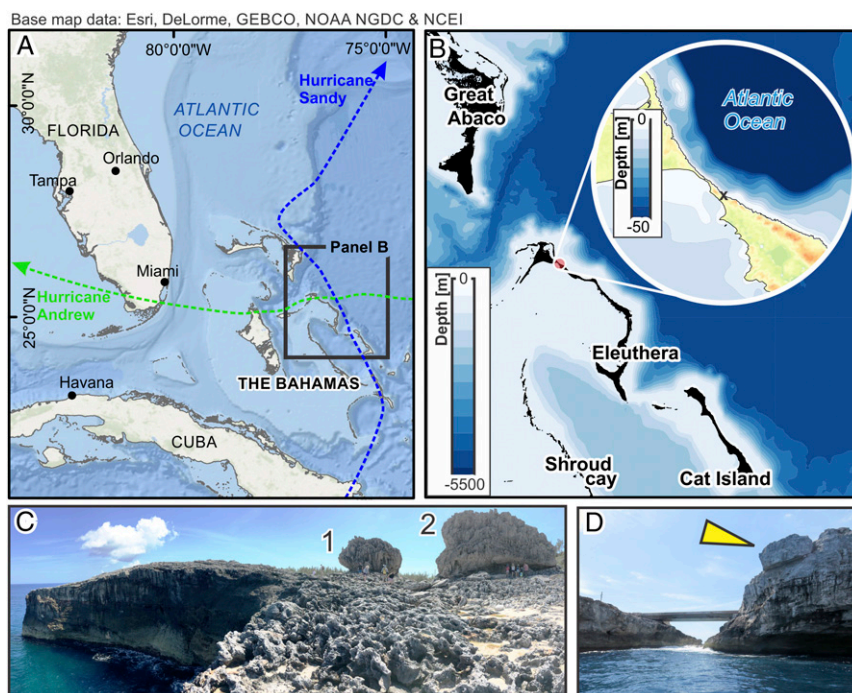 Base map data: Esri, DeLorme, GEBCO, NOAA NGDC & NCEI
A
80°0'0"W
75°0'0"W
Hurricane
Sandy
30°0'0"N
ATLANTIC
OCEAN
FLORIDA
Orlando
Tampa
Panel B
Miami
Hurricane
Andrew
25°0'0"N
THE BAHAMAS
Havana
CUBA
B
Great
Abaco
Atlantic
Ocean
Depth [m]
0
-50
x
Depth [m]
0
-5500
Eleuthera
Shroud
cay
Cat Island
C
1
2
D